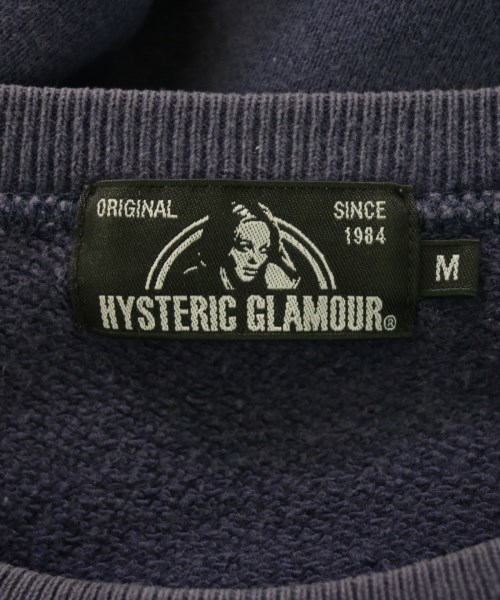 ORIGINAL SINCE
1984
HYSTERIC GLAMOUR®
M